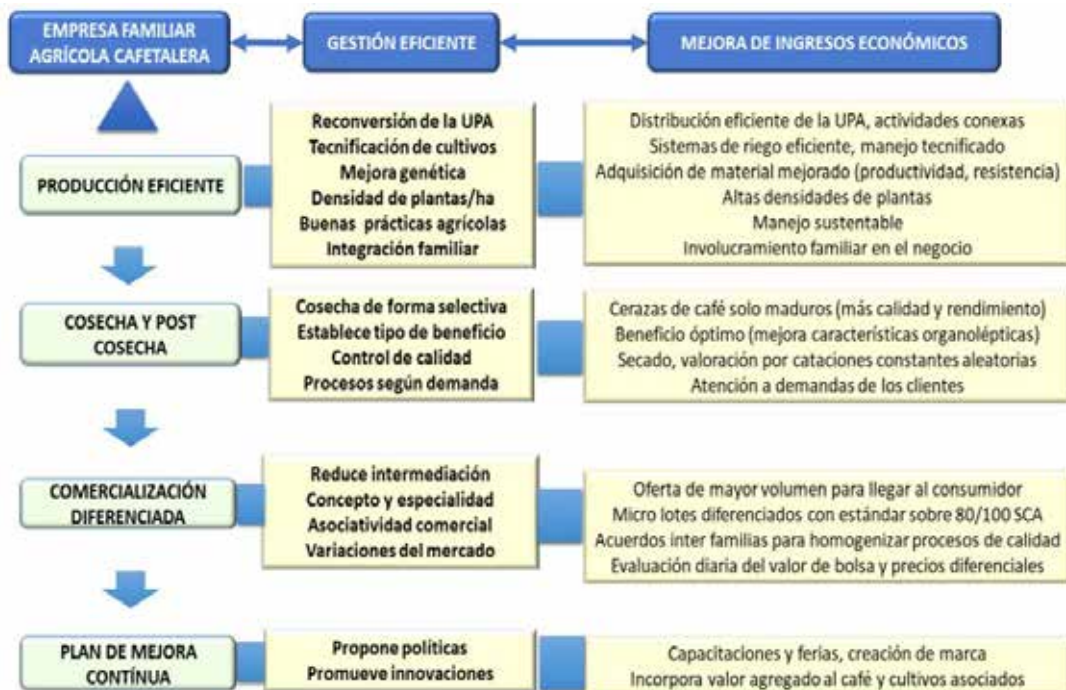 EMPRESA FAMILIAR
AGRÍCOLA CAFETALERA
GESTIÓN EFICIENTE
MEJORA DE INGRESOS ECONÓMICOS
PRODUCCIÓN EFICIENTE
Reconversión de la UPA
Tecnificación de cultivos
Mejora genética
Densidad de plantas/ha
Buenas prácticas agrícolas
Integración familiar
Distribución eficiente de la UPA, actividades conexas
Sistemas de riego eficiente, manejo tecnificado
Adquisición de material mejorado (productividad, resistencia)
Altas densidades de plantas
Manejo sustentable
Involucramiento familiar en el negocio
COSECHA Y POST
COSECHA
Cosecha de forma selectiva
Establece tipo de beneficio
Control de calidad
Procesos según demanda
Cerazas de café solo maduros (más calidad y rendimiento)
Beneficio óptimo (mejora características organolépticas)
Secado, valoración por cataciones constantes aleatorias
Atención a demandas de los clientes
COMERCIALIZACIÓN
DIFERENCIADA
Reduce intermediación
Concepto y especialidad
Asociatividad comercial
Variaciones del mercado
Oferta de mayor volumen para llegar al consumidor
Micro lotes diferenciados con estándar sobre 80/100 SCA
Acuerdos inter familias para homogenizar procesos de calidad
Evaluación diaria del valor de bolsa y precios diferenciales
PLAN DE MEJORA
CONTÍNUA
Propone políticas
Promueve innovaciones
Capacitaciones y ferias, creación de marca
Incorpora valor agregado al café y cultivos asociados